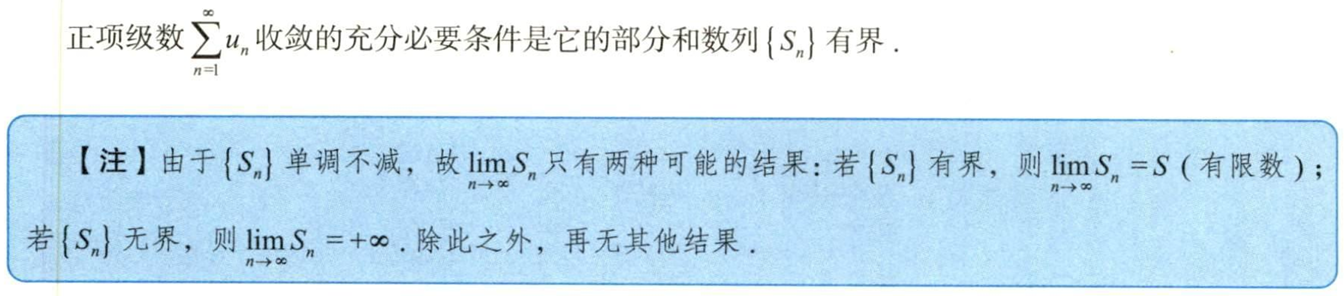 正项级数 $\sum_{n=1}^{\infty} u_n$ 收敛的充分必要条件是它的部分和数列 $\{S_n\}$ 有界.
【注】由于 $\{S_n\}$ 单调不减，故 $\lim_{n\to\infty} S_n$ 只有两种可能的结果：若 $\{S_n\}$ 有界，则 $\lim_{n\to\infty} S_n = S$ (有限数)；
若 $\{S_n\}$ 无界，则 $\lim_{n\to\infty} S_n = +\infty$. 除此之外，再无其他结果.